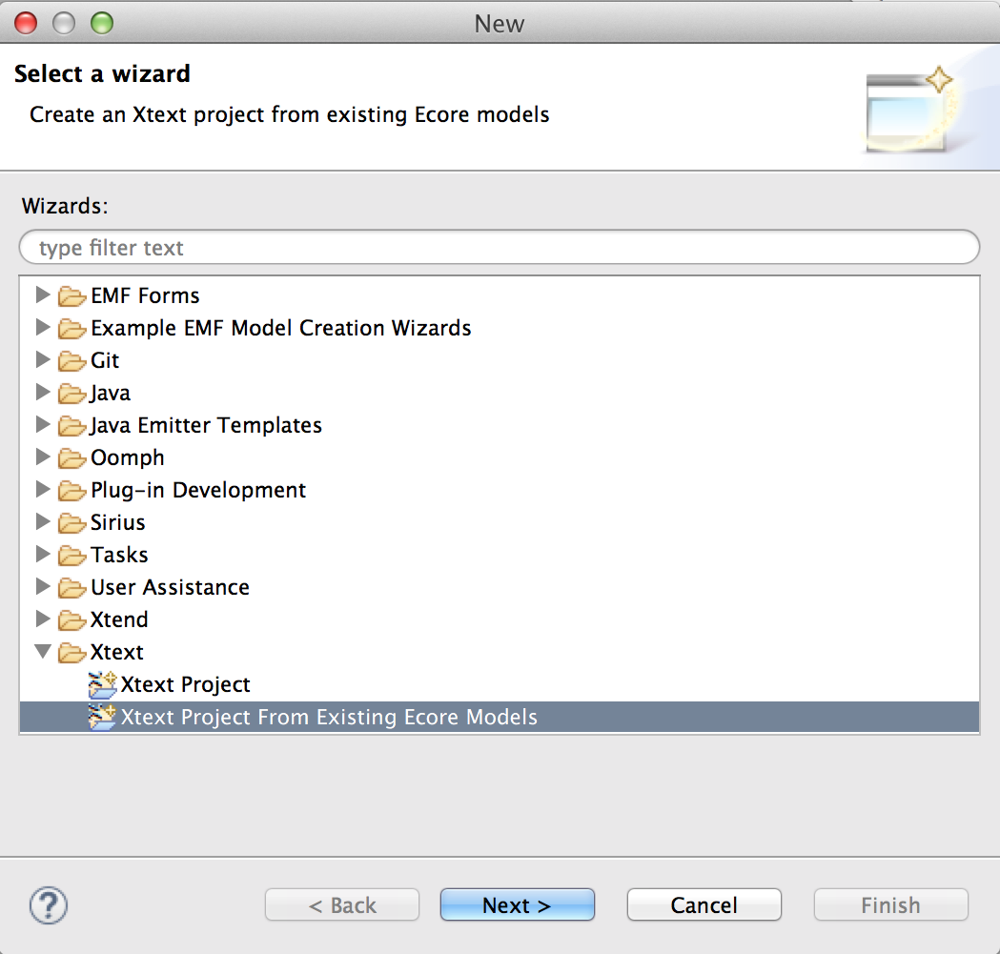 New
Select a wizard
Create an Xtext project from existing Ecore models
Wizards:
type filter text
EMF Forms
Example EMF Model Creation Wizards
Git
Java
Java Emitter Templates
Oomph
Plug-in Development
Sirius
Tasks
User Assistance
Xtend
Xtext
Xtext Project
Xtext Project From Existing Ecore Models
? < Back Next > Cancel Finish